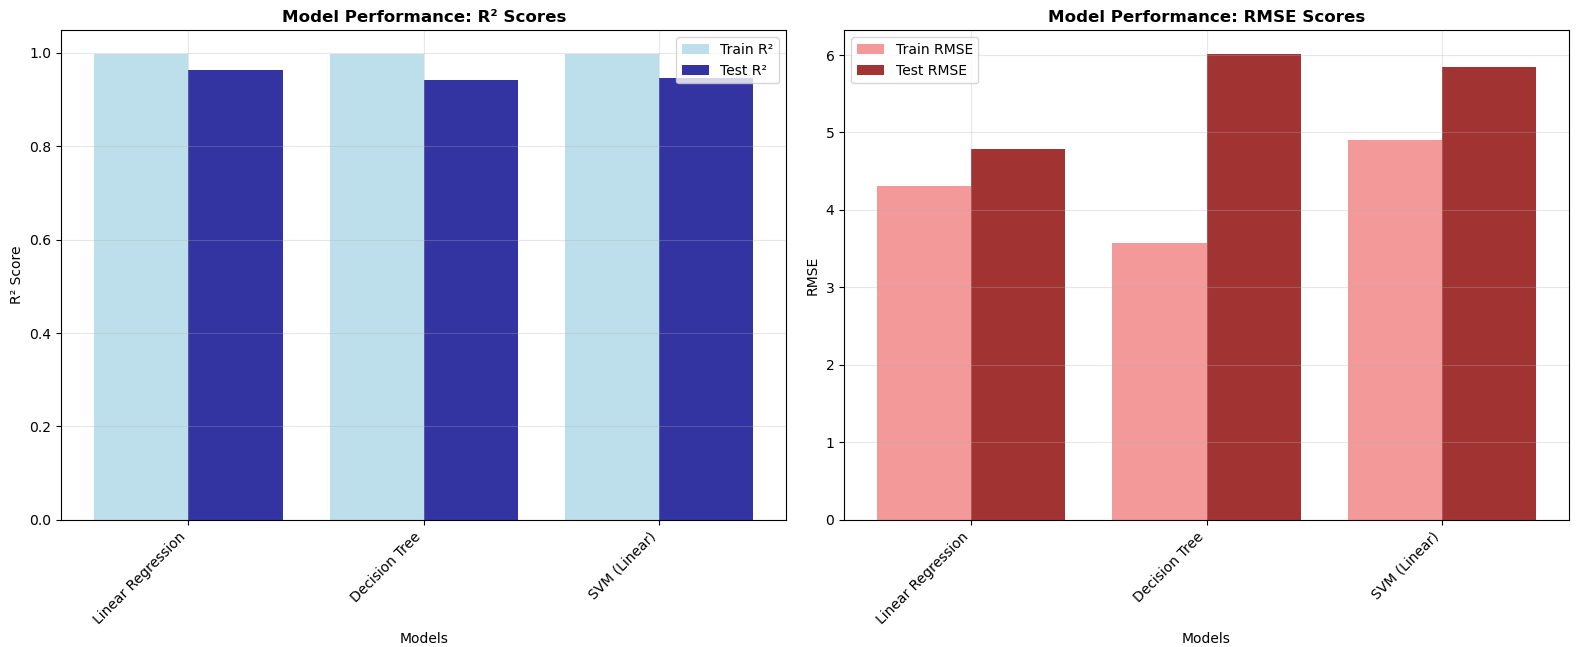 Model Performance: R² Scores
Train R²
Test R²
1.0
0.8
0.6
0.4
0.2
0.0
R² Score
Linear Regression
Decision Tree
SVM (Linear)
Models
Model Performance: RMSE Scores
Train RMSE
Test RMSE
6
5
4
3
2
1
0
RMSE
Linear Regression
Decision Tree
SVM (Linear)
Models